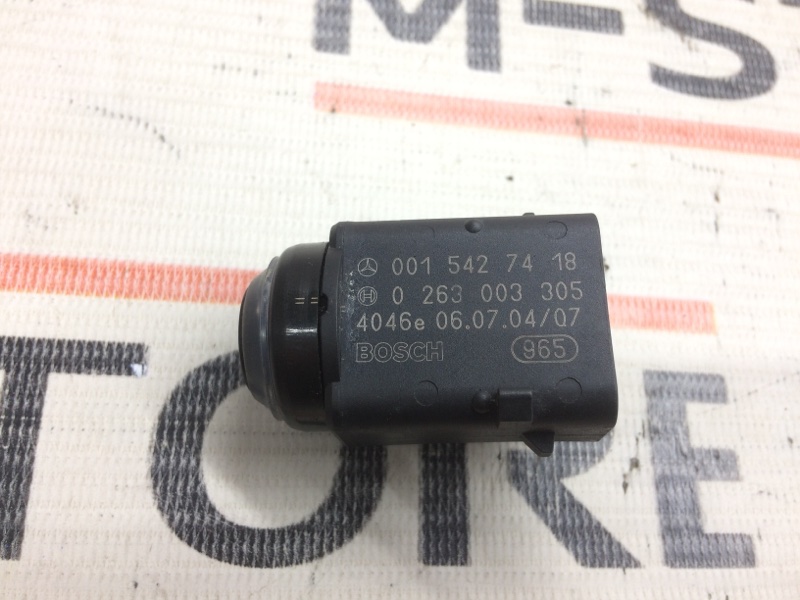 M-S
001 542 74 18
0 263 003 305
4046e 06.07.04/07
BOSCH 965
TORE